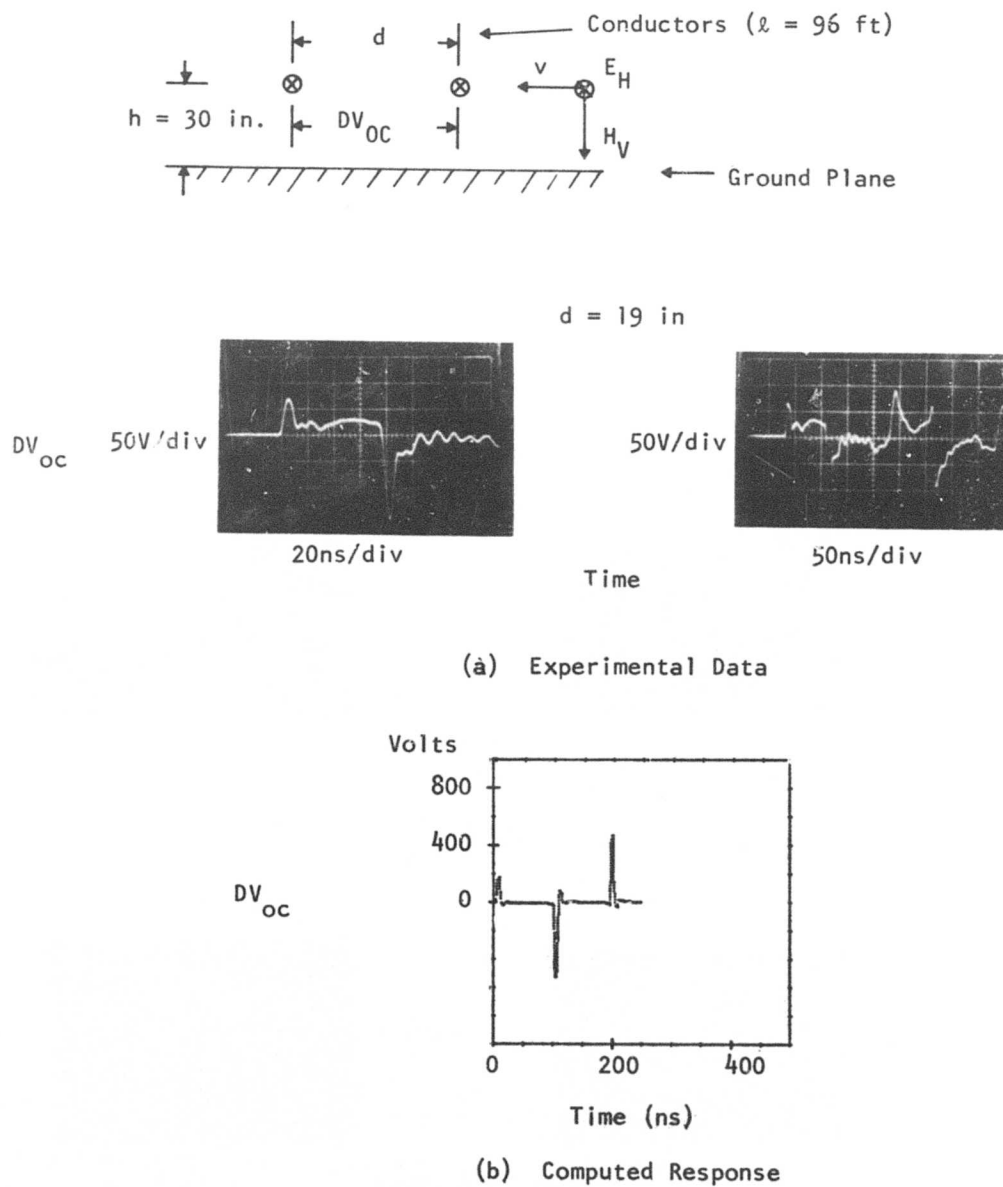 Conductors (ℓ = 96 ft)
d
v
E_H
h = 30 in.
DV_OC
H_V
Ground Plane
d = 19 in
DV_oc
50V/div
50V/div
20ns/div
50ns/div
Time
(a) Experimental Data
Volts
800
400
0
DV_oc
0
200
400
Time (ns)
(b) Computed Response